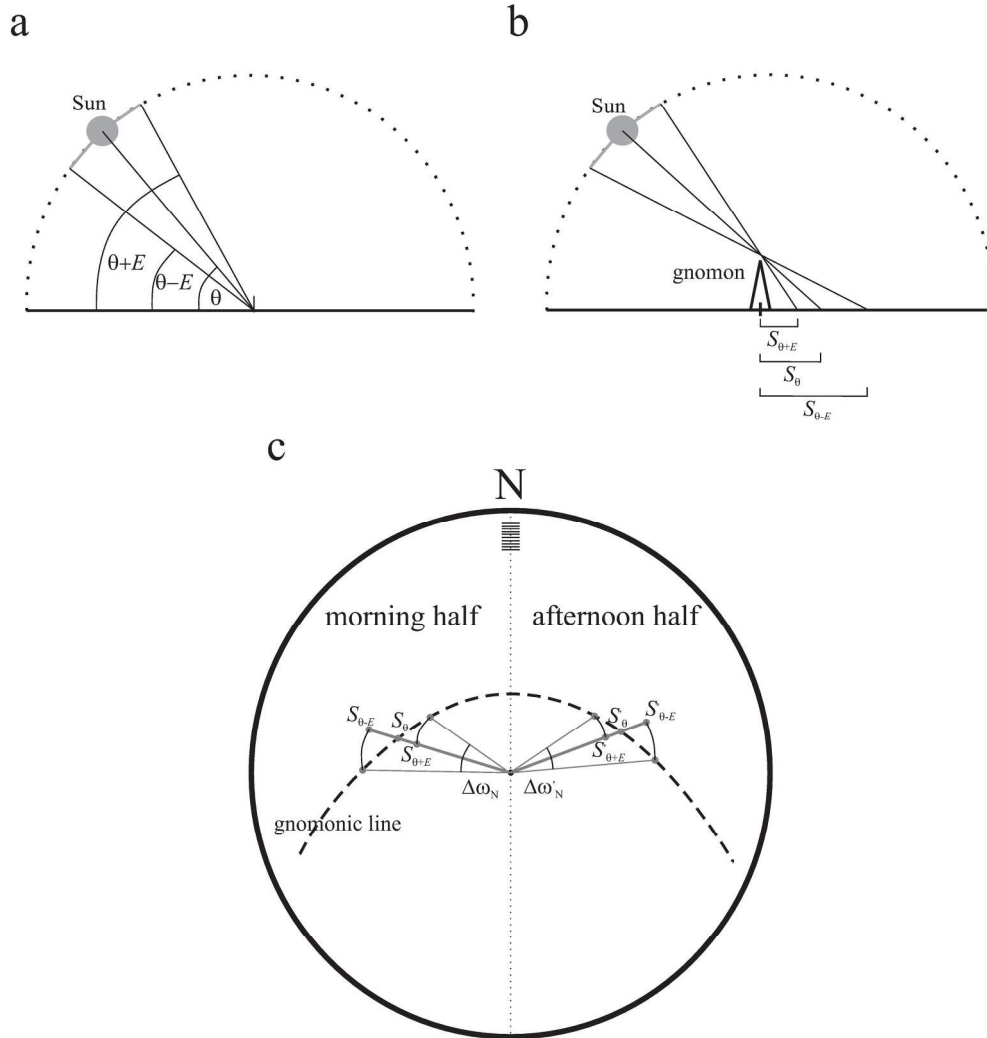 a
Sun
θ+E
θ−E
θ
b
Sun
gnomon
S_θ+E
S_θ
S_θ-E
c
N
morning half afternoon half
S_θ-E S_θ S'_θ S'_θ-E
S_θ+E S'_θ+E
Δω_N Δω'_N
gnomonic line